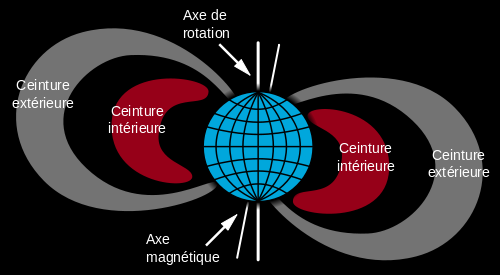 Axe de
rotation
Ceinture
extérieure
Ceinture
intérieure
Ceinture
intérieure
Ceinture
extérieure
Axe
magnétique